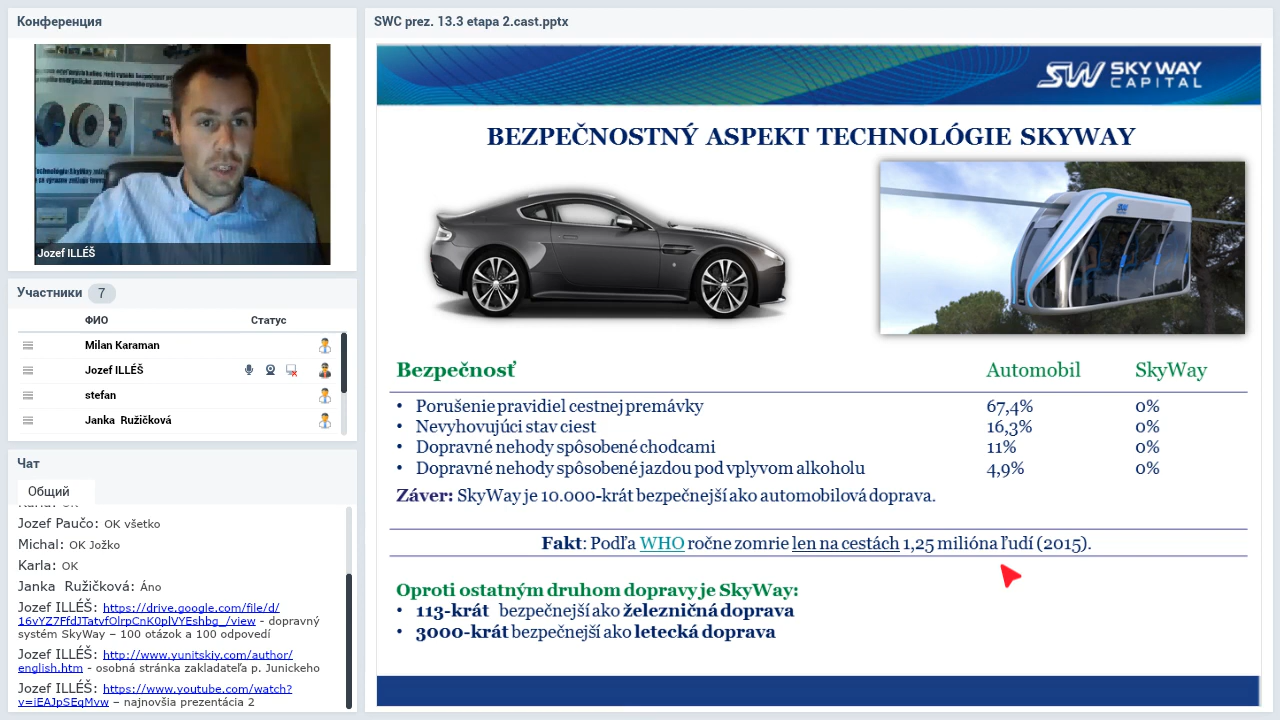 Конференция
Jozef ILLÉŠ
Участники 7
ФИО Статус
Milan Karaman
Jozef ILLÉŠ
stefan
Janka Ružičková
Чат
Общий
Jozef Paučo: OK všetko
Michal: OK Jožko
Karla: OK
Janka Ružičková: Áno
Jozef ILLÉŠ: https://drive.google.com/file/d/
16vYZ7FfdJTatvfOlrpCnK0plVYEshbg_/view - dopravný
systém SkyWay – 100 otázok a 100 odpovedí
Jozef ILLÉŠ: http://www.yunitskiy.com/author/
english.htm - osobná stránka zakladateľa p. Junickeho
Jozef ILLÉŠ: https://www.youtube.com/watch?
v=jEAJpSEqMvw – najnovšia prezentácia 2
SWC prez. 13.3 etapa 2.cast.pptx
SW SKY WAY
CAPITAL
BEZPEČNOSTNÝ ASPEKT TECHNOLÓGIE SKYWAY
Bezpečnosť Automobil SkyWay
• Porušenie pravidiel cestnej premávky 67,4% 0%
• Nevyhovujúci stav ciest 16,3% 0%
• Dopravné nehody spôsobené chodcami 11% 0%
• Dopravné nehody spôsobené jazdou pod vplyvom alkoholu 4,9% 0%
Záver: SkyWay je 10.000-krát bezpečnejší ako automobilová doprava.
Fakt: Podľa WHO ročne zomrie len na cestách 1,25 milióna ľudí (2015).
Oproti ostatným druhom dopravy je SkyWay:
• 113-krát bezpečnejší ako železničná doprava
• 3000-krát bezpečnejší ako letecká doprava